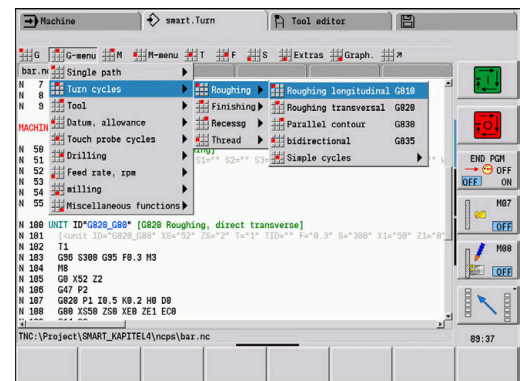 Machine smart.Turn Tool editor
G G-menu M M-menu T F S Extras Graph.
bar.nc
Single path
Turn cycles
Tool
Datum, allowance
Touch probe cycles
Drilling
Feed rate, rpm
milling
Miscellaneous functions
Roughing
Finishing
Recessg
Thread
Roughing longitudinal G810
Roughing transversal G820
Parallel contour G830
bidirectional G835
Simple cycles
N 7
N 8
N 9
MACHIN
N 50
N 51 S1="" S2="" S3=
N 52
N 53
N 54
N 55
N 100 UNIT ID"G820_G80" [G820 Roughing, direct transverse]
N 101 [<unit ID="G820_G80" XS="52" ZS="2" T="1" TID="" F="0.3" S="300" X1="50" Z1="0"
N 102 T1
N 103 G96 S300 G95 F0.3 M3
N 104 M8
N 105 G0 X52 Z2
N 106 G47 P2
N 107 G820 P1 I0.5 K0.2 H0 D0
N 108 G80 XS50 ZS0 XE0 ZE1 EC0
TNC:\Project\SMART_KAPITEL4\ncps\bar.nc
END PGM
OFF
OFF ON
M07
M08
OFF
09:37